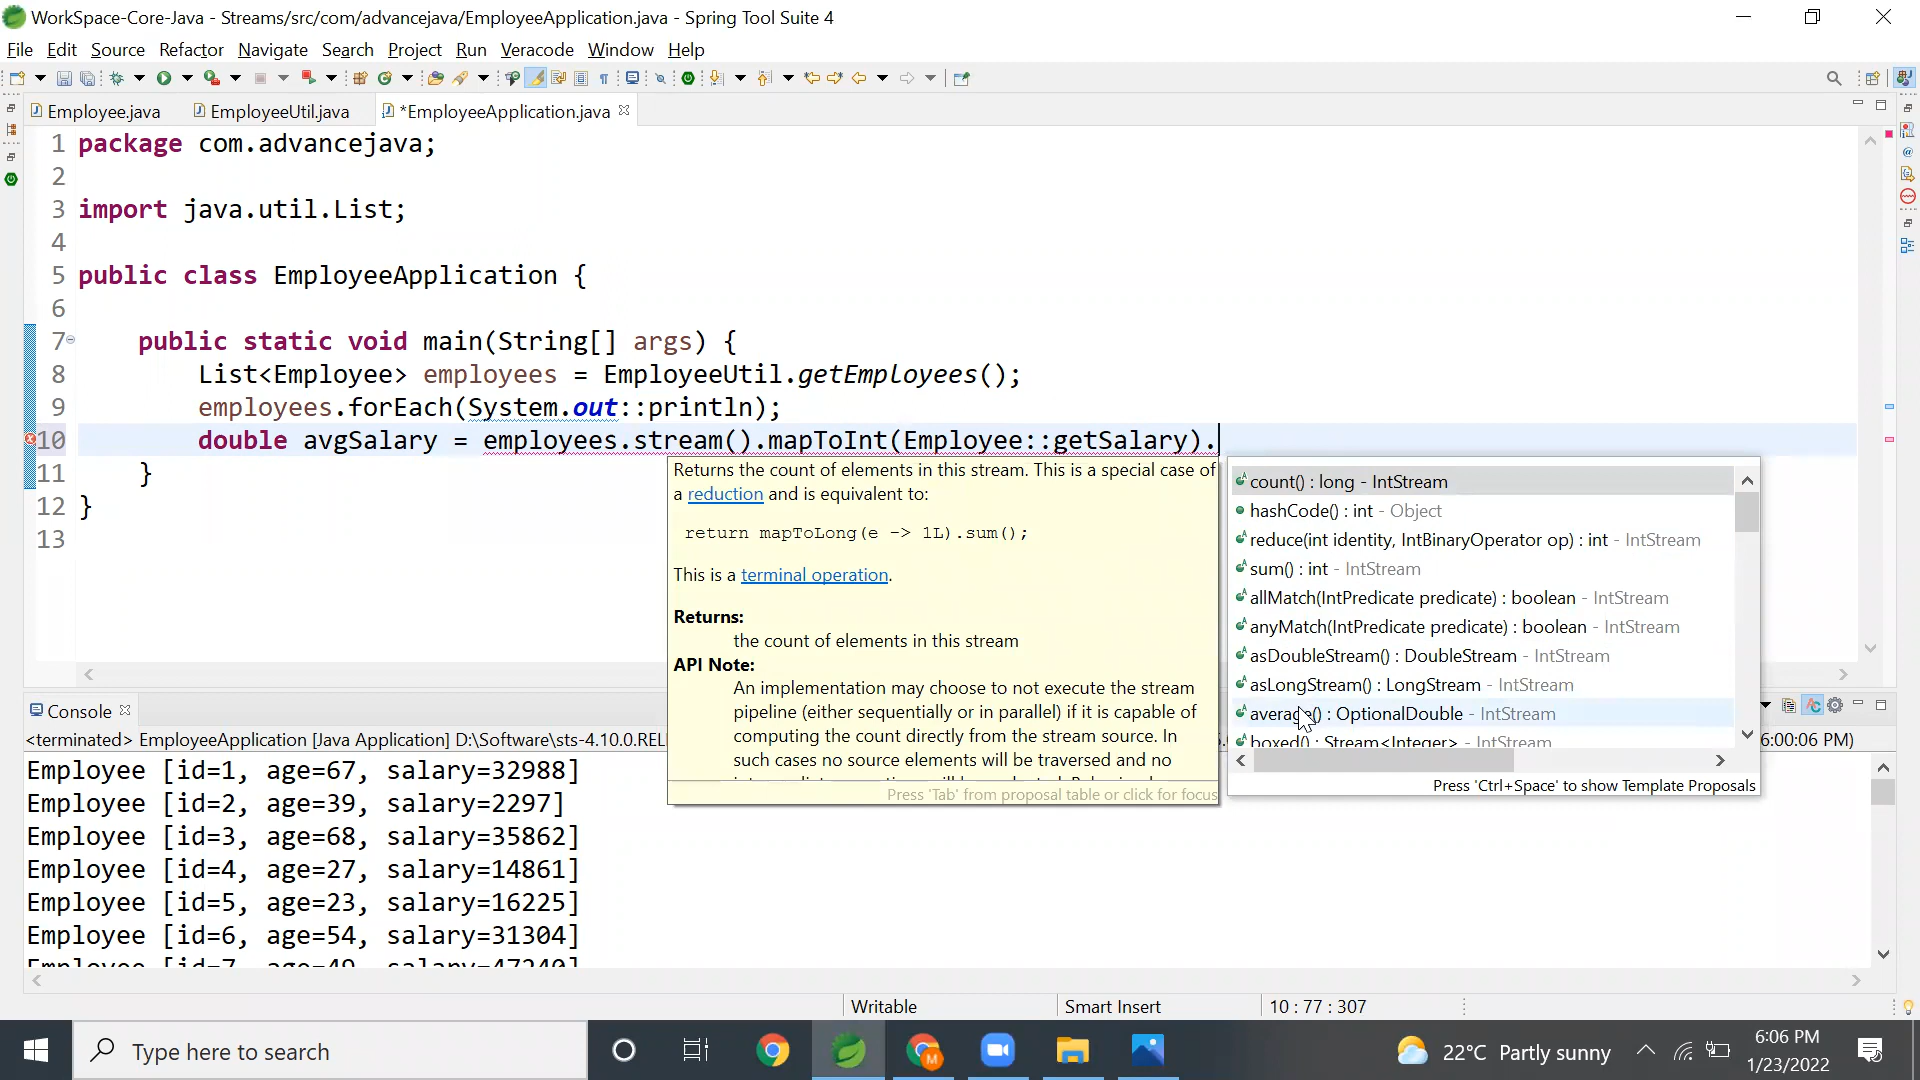 WorkSpace-Core-Java - Streams/src/com/advancejava/EmployeeApplication.java - Spring Tool Suite 4
File Edit Source Refactor Navigate Search Project Run Veracode Window Help
Employee.java EmployeeUtil.java *EmployeeApplication.java
1 package com.advancejava;
2
3 import java.util.List;
4
5 public class EmployeeApplication {
6
7 public static void main(String[] args) {
8 List<Employee> employees = EmployeeUtil.getEmployees();
9 employees.forEach(System.out::println);
10 double avgSalary = employees.stream().mapToInt(Employee::getSalary).
11 }
12 }
13
Returns the count of elements in this stream. This is a special case of
a reduction and is equivalent to:
return mapToLong(e -> 1L).sum();
This is a terminal operation.
Returns:
the count of elements in this stream
API Note:
An implementation may choose to not execute the stream
pipeline (either sequentially or in parallel) if it is capable of
computing the count directly from the stream source. In
such cases no source elements will be traversed and no
Press 'Tab' from proposal table or click for focus
count() : long - IntStream
hashCode() : int - Object
reduce(int identity, IntBinaryOperator op) : int - IntStream
sum() : int - IntStream
allMatch(IntPredicate predicate) : boolean - IntStream
anyMatch(IntPredicate predicate) : boolean - IntStream
asDoubleStream() : DoubleStream - IntStream
asLongStream() : LongStream - IntStream
average() : OptionalDouble - IntStream
boxed() : Stream<Integer> - IntStream
Press 'Ctrl+Space' to show Template Proposals
Console
<terminated> EmployeeApplication [Java Application] D:\Software\sts-4.10.0.REL 6:00:06 PM)
Employee [id=1, age=67, salary=32988]
Employee [id=2, age=39, salary=2297]
Employee [id=3, age=68, salary=35862]
Employee [id=4, age=27, salary=14861]
Employee [id=5, age=23, salary=16225]
Employee [id=6, age=54, salary=31304]
Employee [id=7, age=49, salary=47240]
Writable Smart Insert 10 : 77 : 307
Type here to search
22°C Partly sunny
6:06 PM
1/23/2022